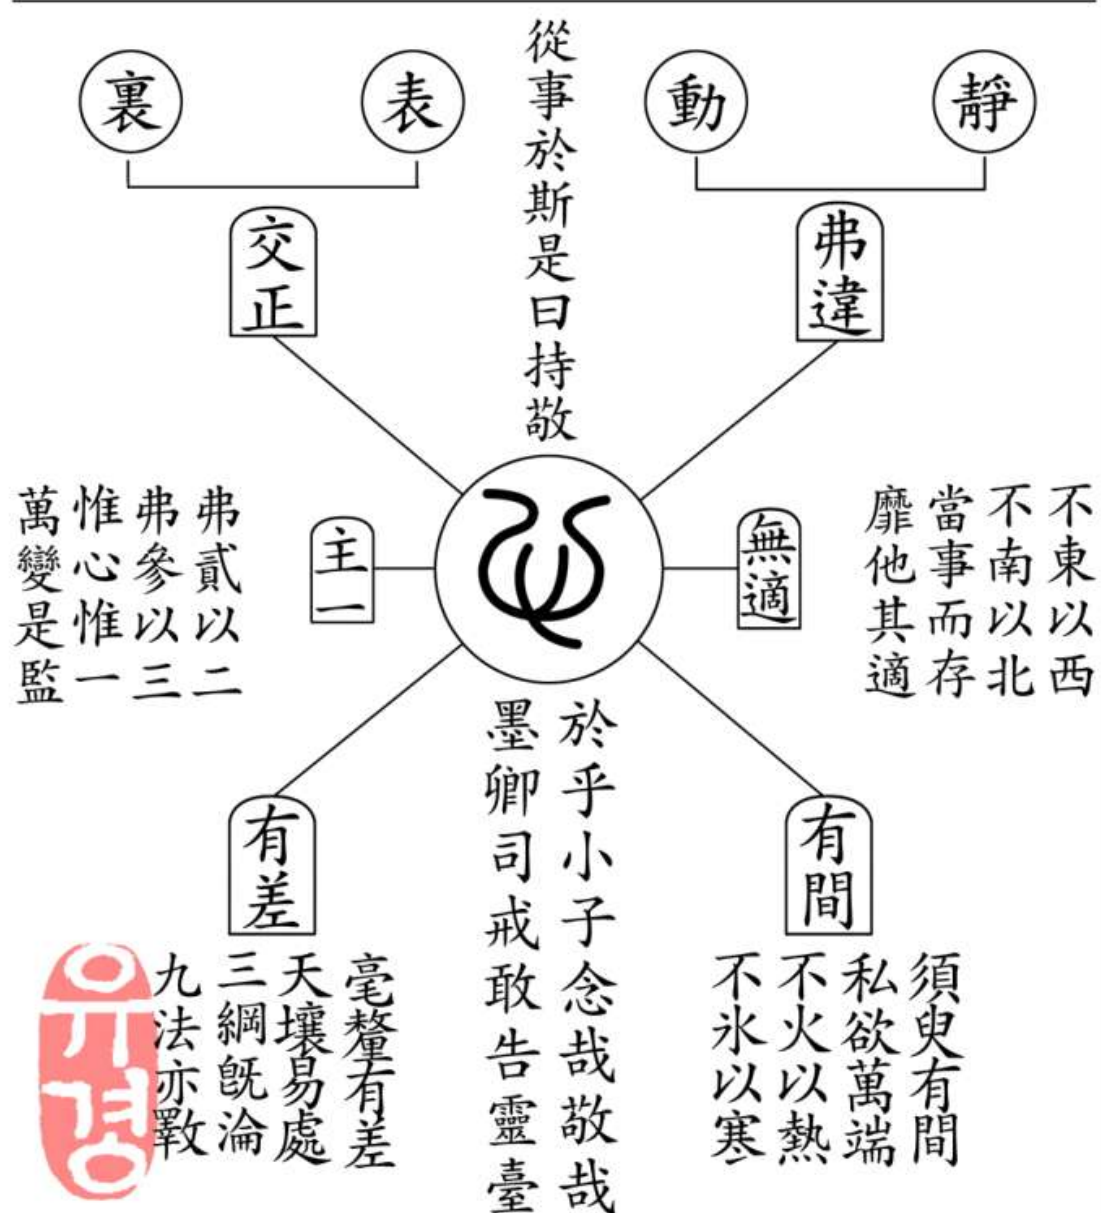 靜
動
弗違
從事於斯是曰持敬
表
裏
交正
不東以西
不南以北
當事而存
靡他其適
無適
心
主一
弗貳以二
弗參以三
惟心惟一
萬變是監
有間
須臾有間
私欲萬端
不火以熱
不氷以寒
於乎小子念哉敬哉
墨卿司戒敢告靈臺
有差
毫釐有差
天壤易處
三綱旣淪
九法亦斁
유경